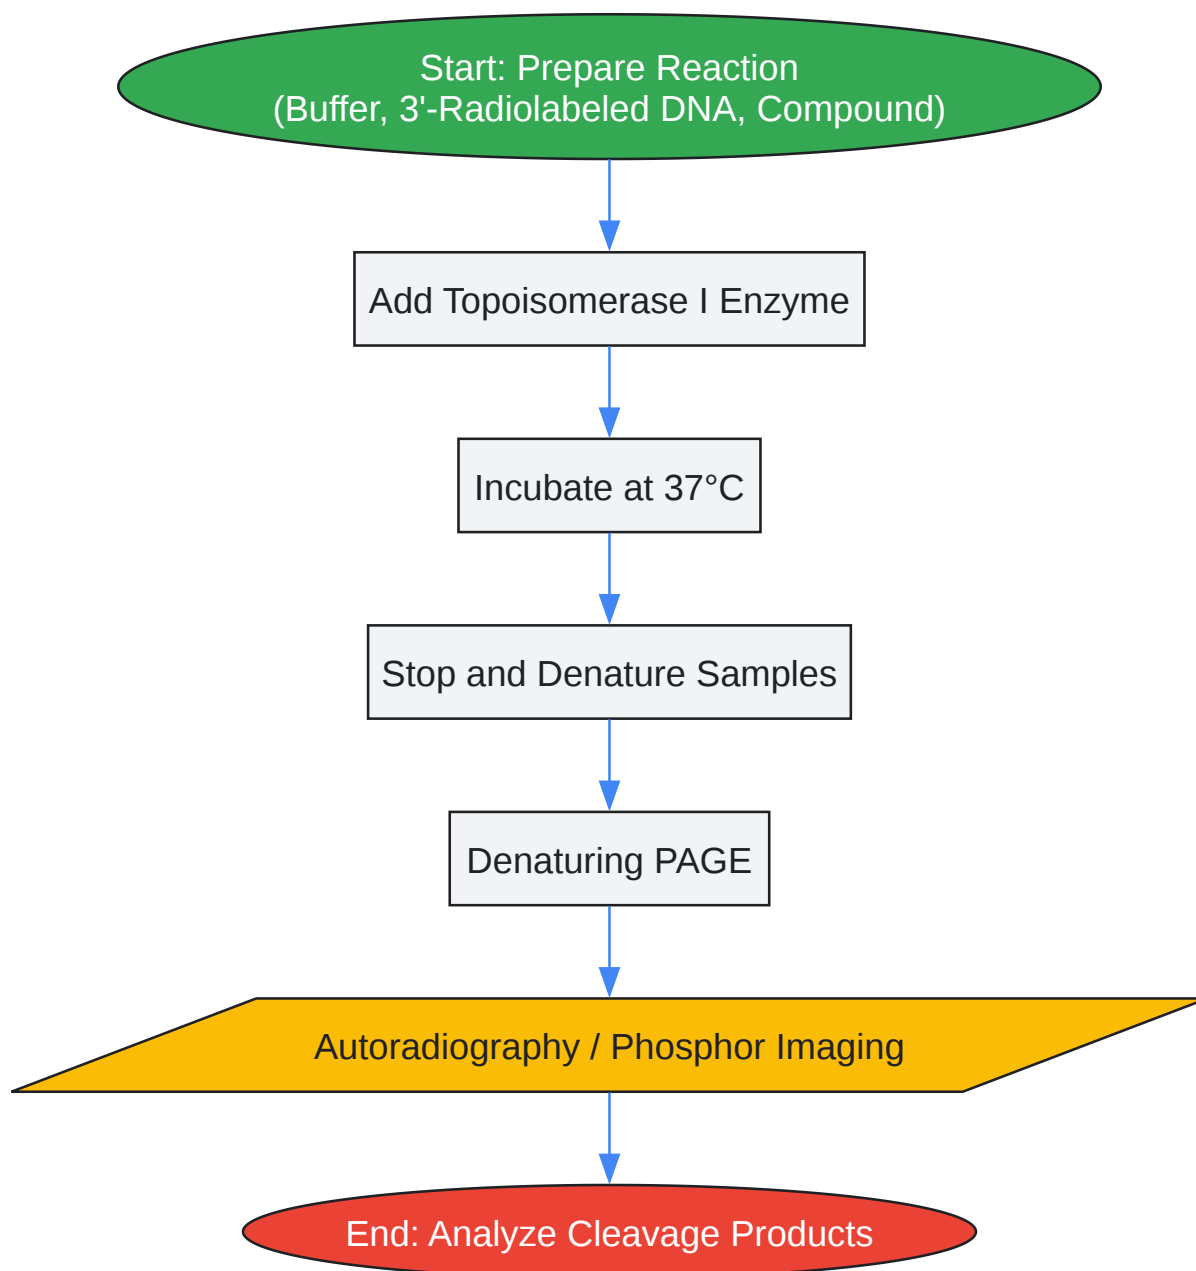 Start: Prepare Reaction
(Buffer, 3'-Radiolabeled DNA, Compound)
Add Topoisomerase I Enzyme
Incubate at 37°C
Stop and Denature Samples
Denaturing PAGE
Autoradiography / Phosphor Imaging
End: Analyze Cleavage Products